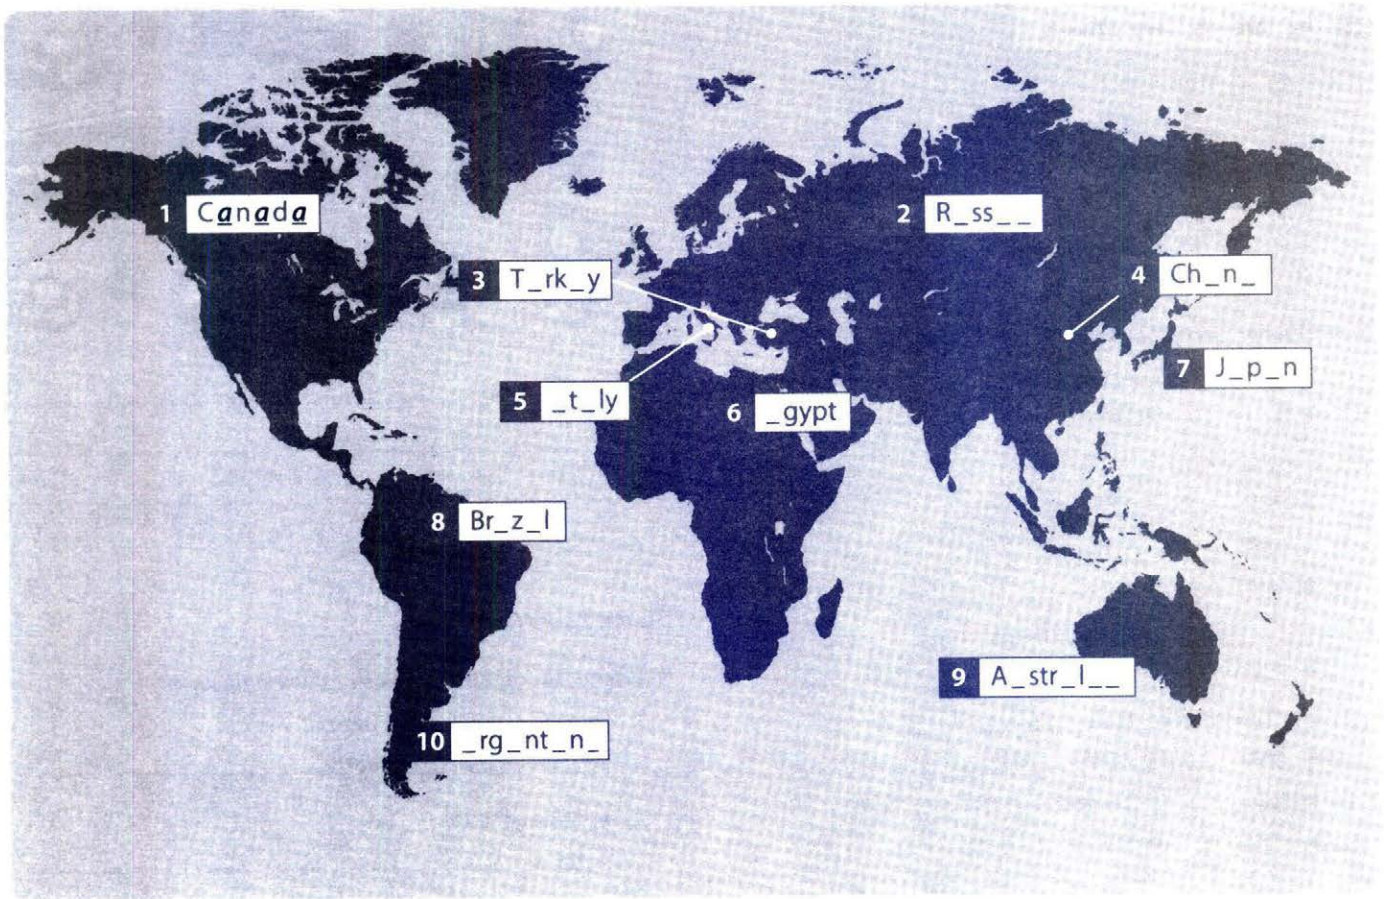 1 Canada
2 R_ss_ _
3 T_rk_y
4 Ch_n_
5 _t_ly
6 _gypt
7 J_p_n
8 Br_z_l
9 A_str_l_ _
10 _rg_nt_n_